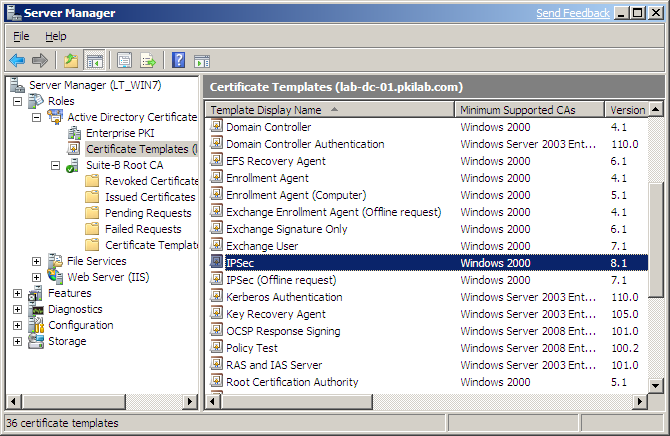 Server Manager
Send Feedback
File Help
Server Manager (LT_WIN7)
Roles
Active Directory Certificate
Enterprise PKI
Certificate Templates (l
Suite-B Root CA
Revoked Certificate
Issued Certificates
Pending Requests
Failed Requests
Certificate Templat
File Services
Web Server (IIS)
Features
Diagnostics
Configuration
Storage
Certificate Templates (lab-dc-01.pkilab.com)
Template Display Name Minimum Supported CAs Version
Domain Controller Windows 2000 4.1
Domain Controller Authentication Windows Server 2003 Ent... 110.0
EFS Recovery Agent Windows 2000 6.1
Enrollment Agent Windows 2000 4.1
Enrollment Agent (Computer) Windows 2000 5.1
Exchange Enrollment Agent (Offline request) Windows 2000 4.1
Exchange Signature Only Windows 2000 6.1
Exchange User Windows 2000 7.1
IPSec Windows 2000 8.1
IPSec (Offline request) Windows 2000 7.1
Kerberos Authentication Windows Server 2003 Ent... 110.0
Key Recovery Agent Windows Server 2003 Ent... 105.0
OCSP Response Signing Windows Server 2008 Ent... 101.0
Policy Test Windows Server 2008 Ent... 100.2
RAS and IAS Server Windows Server 2003 Ent... 101.0
Root Certification Authority Windows 2000 5.1
36 certificate templates